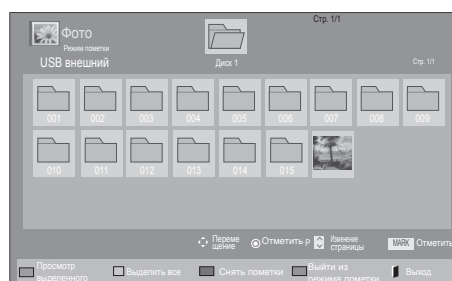 Стр. 1/1
Фото
Режим пометки
USB внешний
Диск 1
Стр. 1/1
001 002 003 004 005 006 007 008 009
010 011 012 013 014 015
Переме
щение
Отметить P
Изменение
страницы
MARK Отметить
Просмотр
выделенного
Выделить все
Снять пометки
Выйти из
режима пометки
Выход